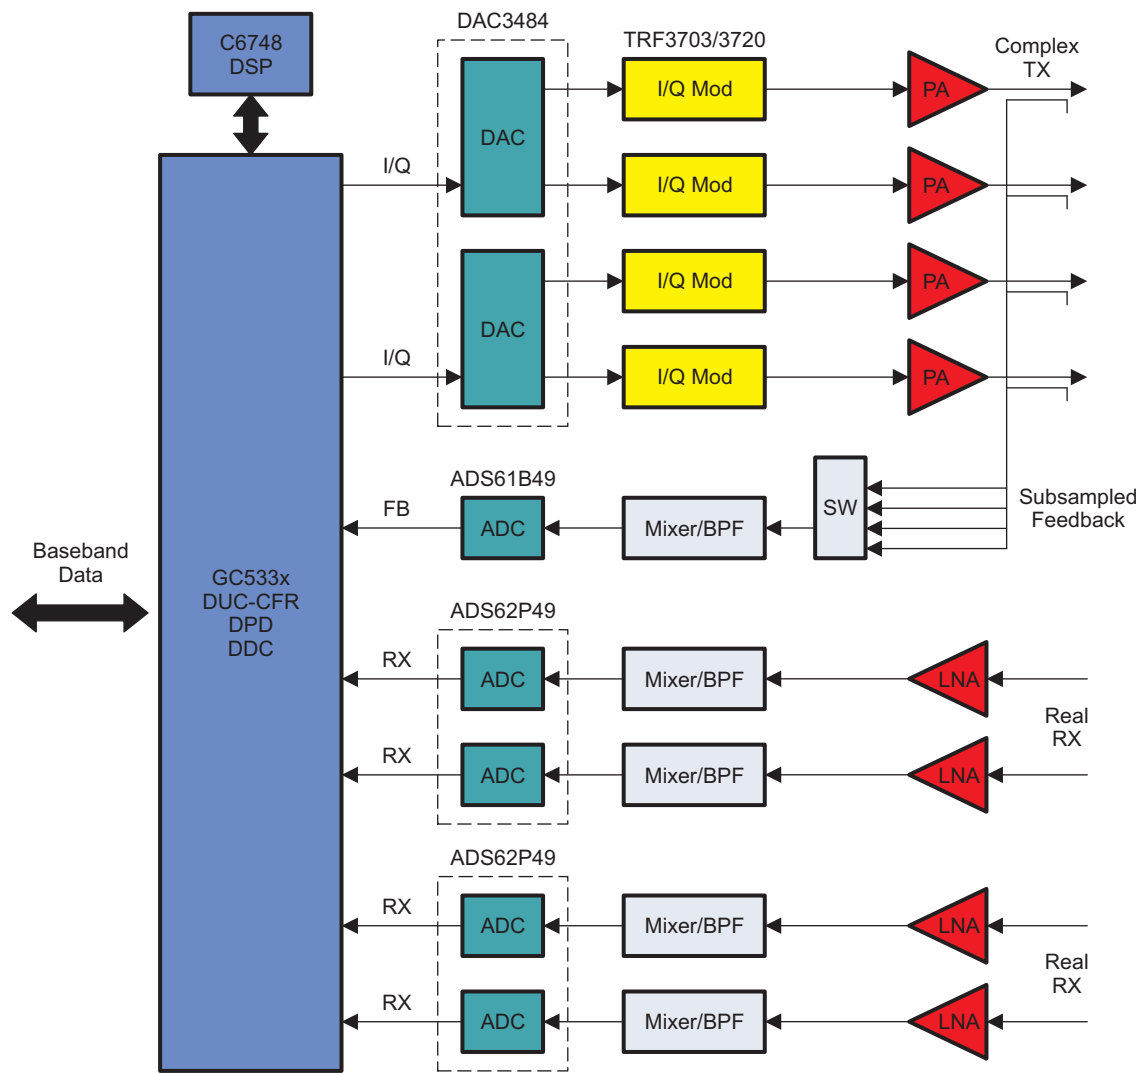 DAC3484
TRF3703/3720
Complex
TX
C6748
DSP
I/Q Mod
PA
DAC
I/Q
I/Q Mod
PA
I/Q Mod
PA
DAC
I/Q
I/Q Mod
PA
ADS61B49
FB
ADC
Mixer/BPF
SW
Subsampled
Feedback
Baseband
Data
GC533x
DUC-CFR
DPD
DDC
ADS62P49
RX
ADC
Mixer/BPF
LNA
Real
RX
RX
ADC
Mixer/BPF
LNA
ADS62P49
RX
ADC
Mixer/BPF
LNA
Real
RX
RX
ADC
Mixer/BPF
LNA